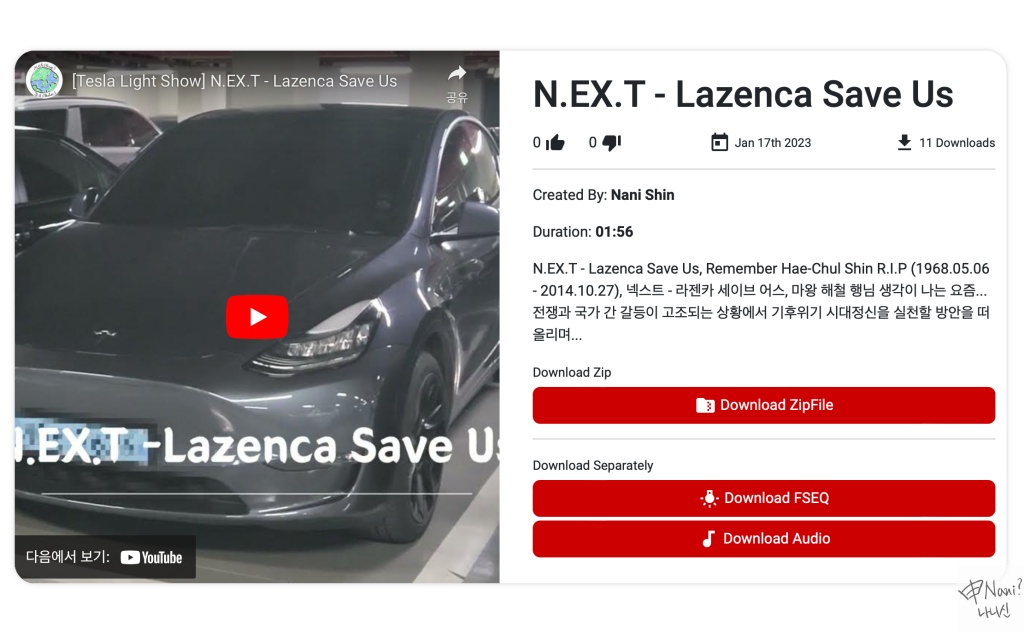 [Tesla Light Show] N.EX.T - Lazenca Save Us
공유
N.EX.T -Lazenca Save Us
다음에서 보기: YouTube
N.EX.T - Lazenca Save Us
0 0 Jan 17th 2023 11 Downloads
Created By: Nani Shin
Duration: 01:56
N.EX.T - Lazenca Save Us, Remember Hae-Chul Shin R.I.P (1968.05.06
- 2014.10.27), 넥스트 - 라젠카 세이브 어스, 마왕 해철 행님 생각이 나는 요즘...
전쟁과 국가 간 갈등이 고조되는 상황에서 기후위기 시대정신을 실천할 방안을 떠
올리며...
Download Zip
Download ZipFile
Download Separately
Download FSEQ
Download Audio
申Nani?
나니신